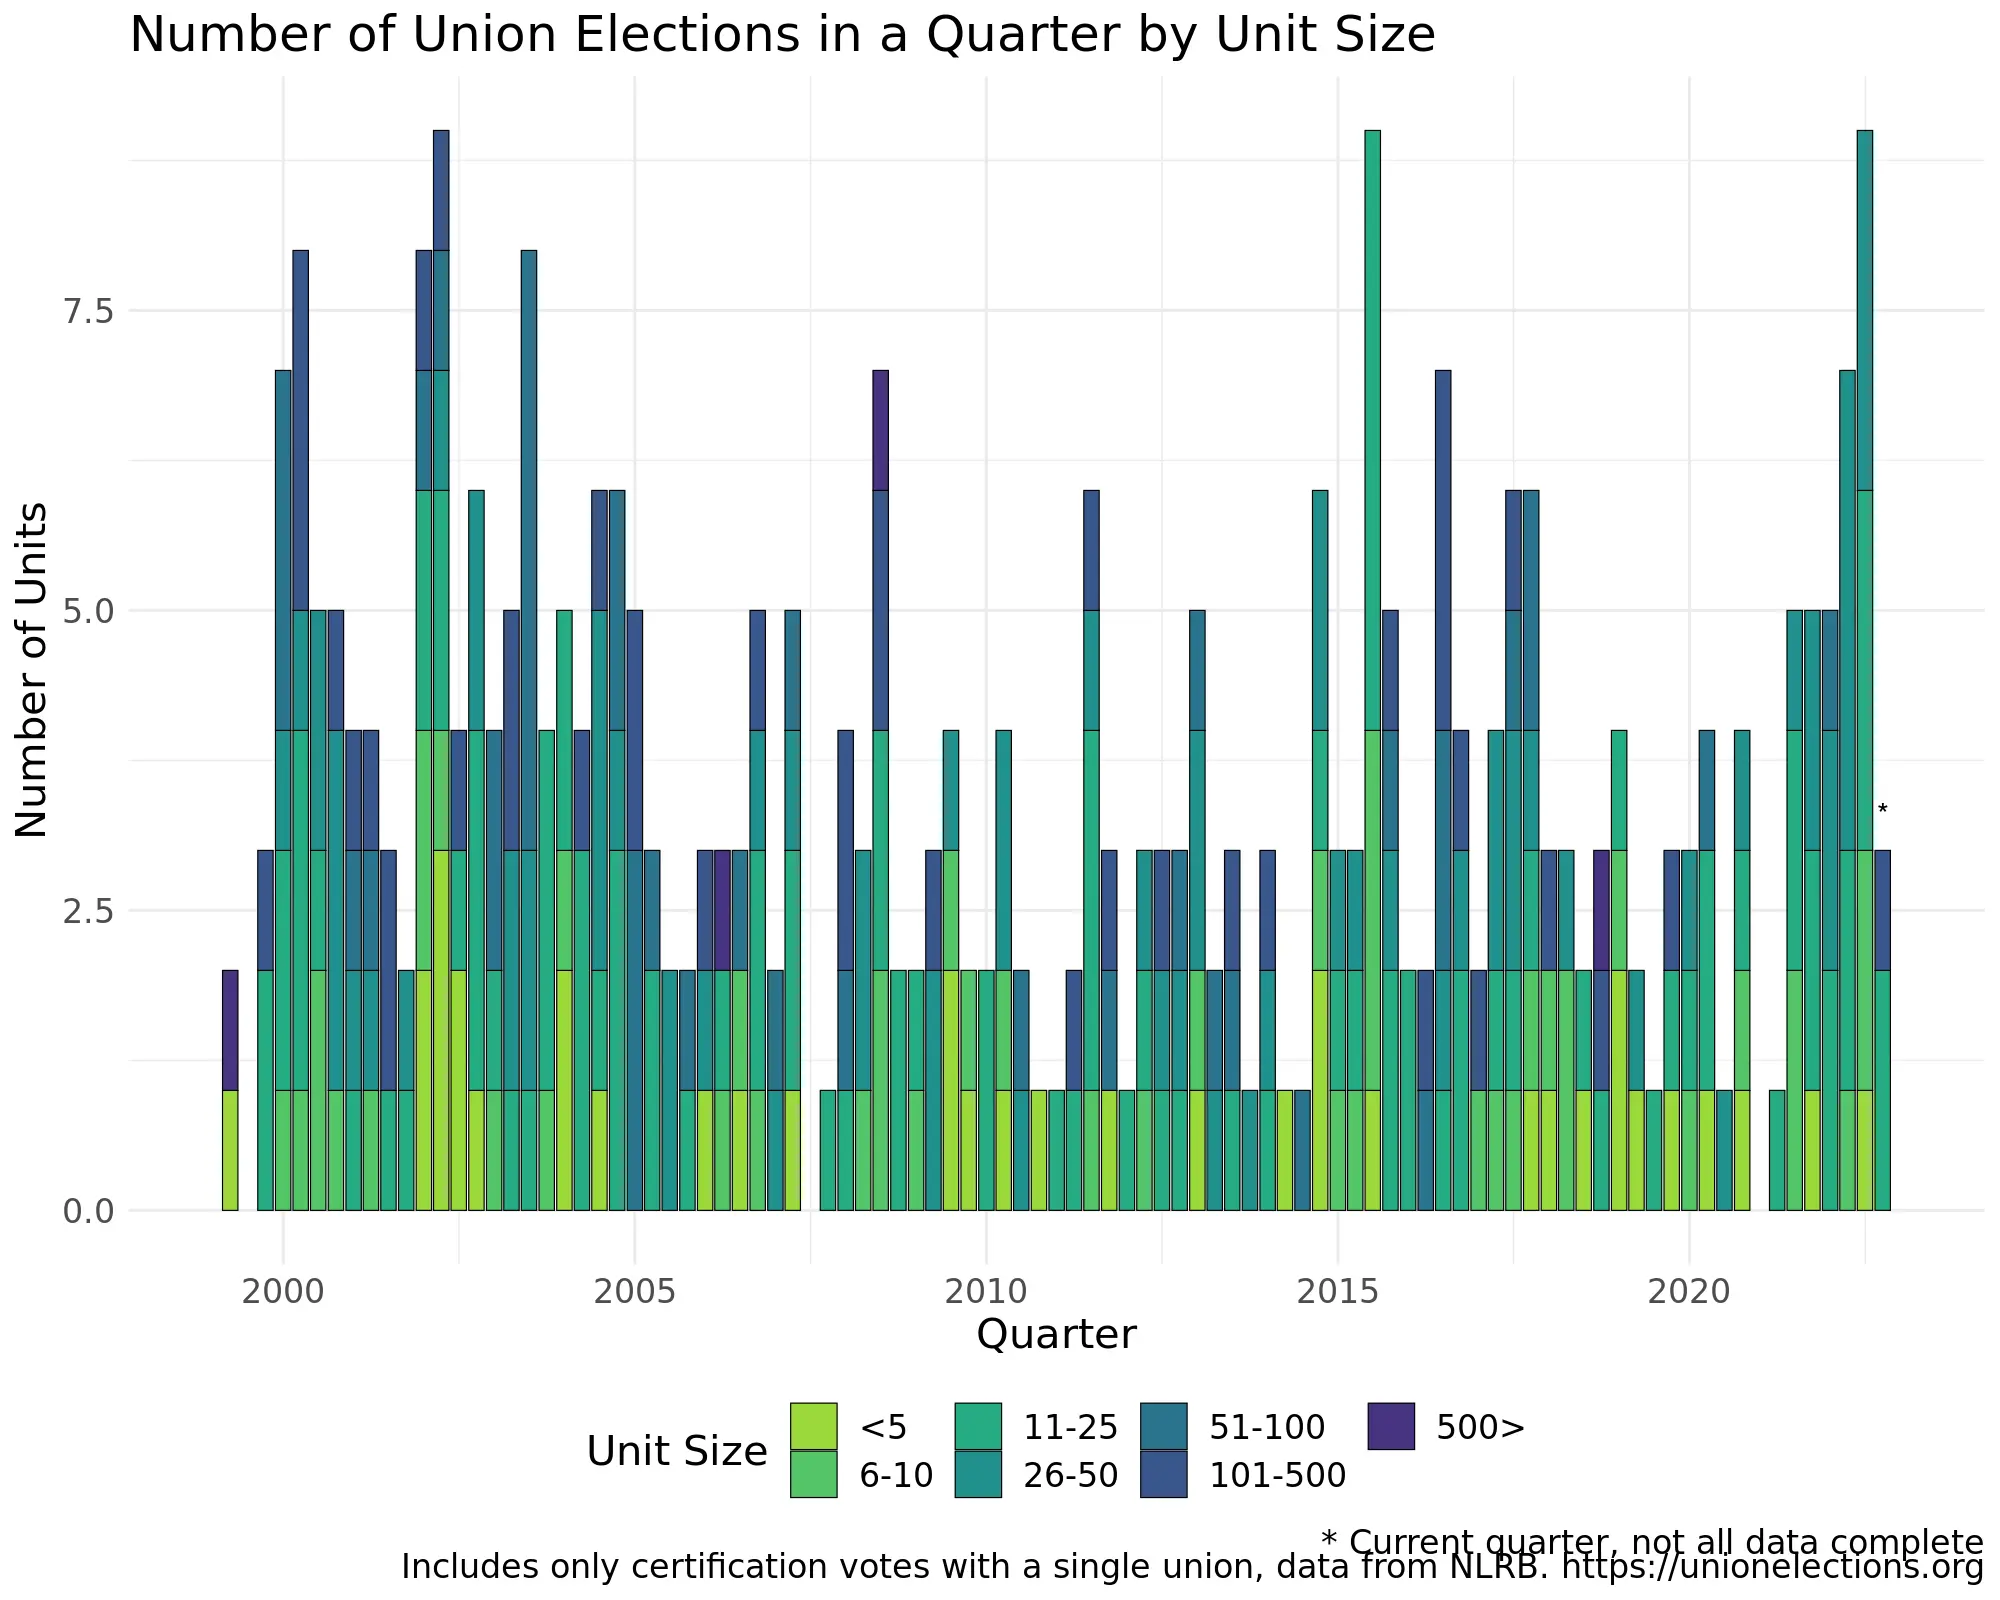 Number of Union Elections in a Quarter by Unit Size
Number of Units
7.5
5.0
2.5
0.0
*
2000 2005 2010 2015 2020
Quarter
Unit Size
<5 11-25 51-100 500>
6-10 26-50 101-500
* Current quarter, not all data complete
Includes only certification votes with a single union, data from NLRB. https://unionelections.org